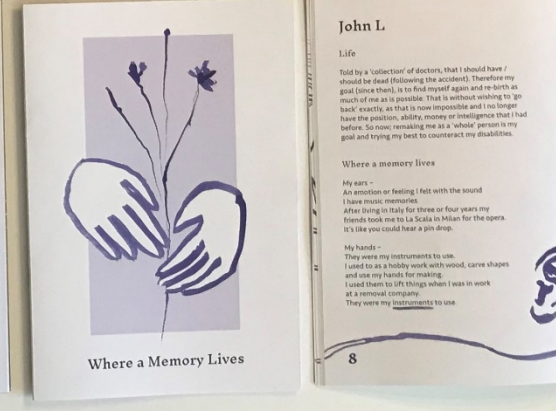 Where a Memory Lives
John L
Life
Told by a 'collection' of doctors, that I should have /
should be dead (following the accident). Therefore my
goal (since then), is to find myself again and re-birth as
much of me as is possible. That is without wishing to 'go
back' exactly, as that is now impossible and I no longer
have the position, ability, money or intelligence that I had
before. So now; remaking me as a 'whole' person is my
goal and trying my best to counteract my disabilities.
Where a memory lives
My ears –
An emotion or feeling I felt with the sound
I have music memories
After living in Italy for three or four years my
friends took me to La Scala in Milan for the opera.
It's like you could hear a pin drop.
My hands –
They were my instruments to use.
I used to as a hobby work with wood, carve shapes
and use my hands for making.
I used them to lift things when I was in work
at a removal company.
They were my instruments to use
8